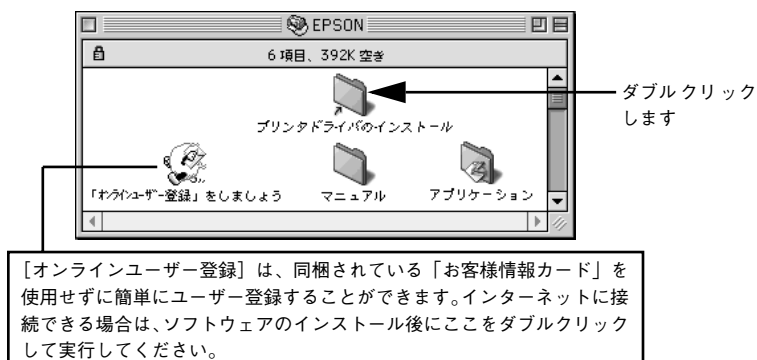 EPSON
6 項目、392K 空き
プリンタドライバのインストール
「オンラインユーザー登録」をしましょう
マニュアル
アプリケーション
ダブルクリック
します
[オンラインユーザー登録] は、同梱されている「お客様情報カード」を
使用せずに簡単にユーザー登録することができます。インターネットに接
続できる場合は、ソフトウェアのインストール後にここをダブルクリック
して実行してください。